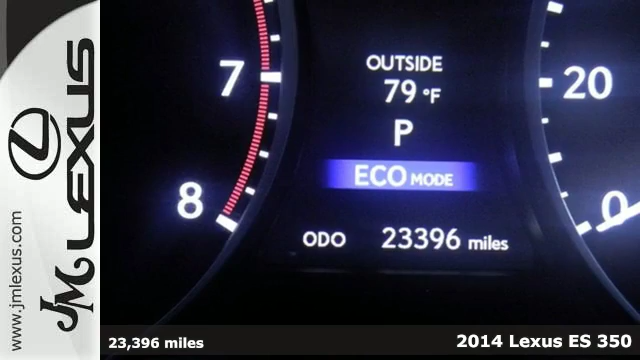 www.jmlexus.com
JM LEXUS
7
8
OUTSIDE
79 °F
P
ECO MODE
ODO 23396 miles
20
0
23,396 miles
2014 Lexus ES 350